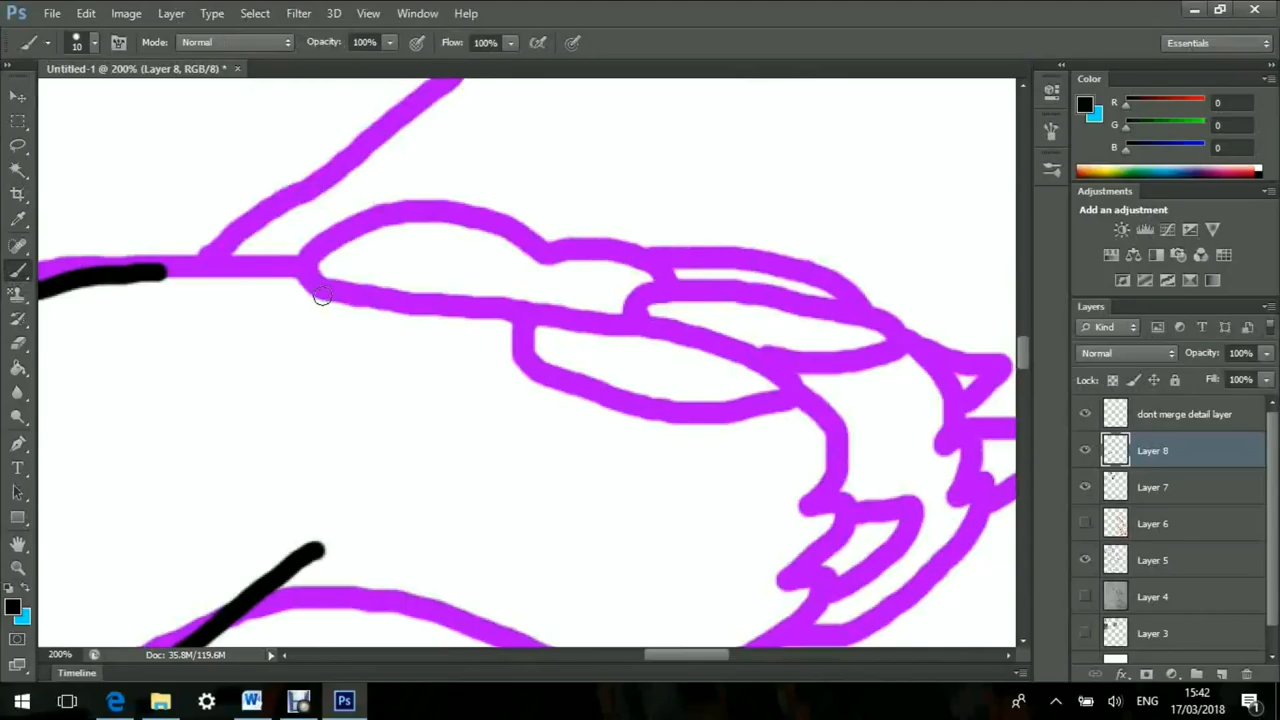 Ps File Edit Image Layer Type Select Filter 3D View Window Help
10 Mode: Normal Opacity: 100% Flow: 100% Essentials
Untitled-1 @ 200% (Layer 8, RGB/8) * ×
Color
R 0
G 0
B 0
Adjustments
Add an adjustment
Layers
Kind
Normal Opacity: 100%
Lock: Fill: 100%
dont merge detail layer
Layer 8
Layer 7
Layer 6
Layer 5
Layer 4
Layer 3
200% Doc: 35.8M/119.6M
Timeline
ENG
15:42
17/03/2018